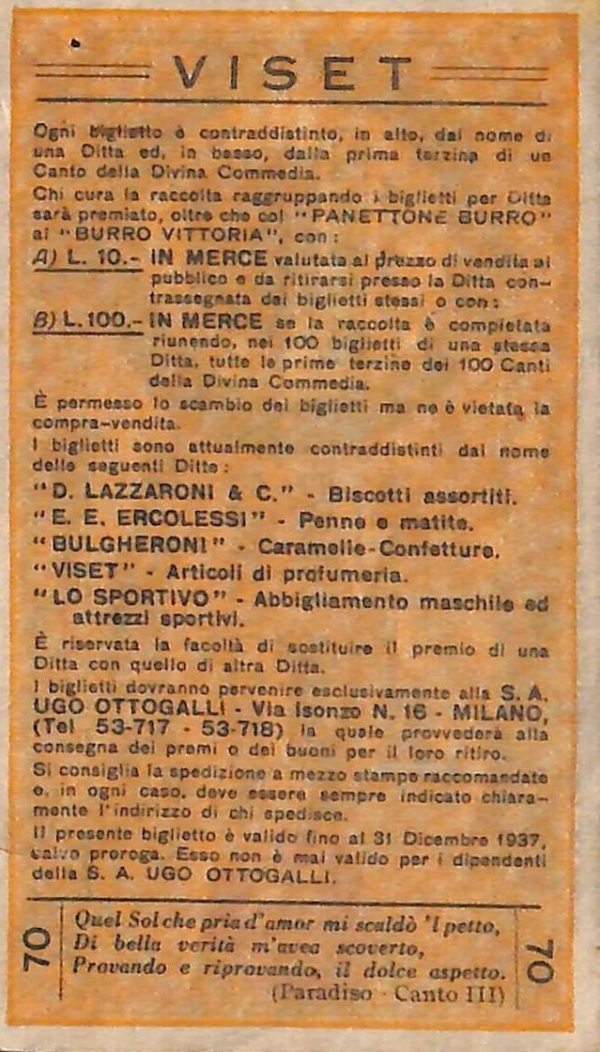 VISET
Ogni biglietto è contraddistinto, in alto, dal nome di
una Ditta ed, in basso, dalla prima terzina di un
Canto della Divina Commedia.
Chi cura la raccolta raggruppando i biglietti per Ditta
sarà premiato, oltre che col "PANETTONE BURRO"
al "BURRO VITTORIA", con:
A) L. 10.- IN MERCE valutata al prezzo di vendita al
pubblico e da ritirarsi presso la Ditta con-
trassegnata dai biglietti stessi o con:
B) L. 100.- IN MERCE se la raccolta è completata
riunendo, nei 100 biglietti di una stessa
Ditta, tutte le prime terzine dei 100 Canti
della Divina Commedia.
È permesso lo scambio dei biglietti ma ne è vietata la
compra-vendita.
I biglietti sono attualmente contraddistinti dal nome
delle seguenti Ditte:
"D. LAZZARONI & C." - Biscotti assortiti.
"E. E. ERCOLESSI" - Penne e matite.
"BULGHERONI" - Caramelle-Confetture.
"VISET" - Articoli di profumeria.
"LO SPORTIVO" - Abbigliamento maschile ed
attrezzi sportivi.
È riservata la facoltà di sostituire il premio di una
Ditta con quello di altra Ditta.
I biglietti dovranno pervenire esclusivamente alla S. A.
UGO OTTOGALLI - Via Isonzo N. 16 - MILANO,
(Tel 53-717 - 53-718) la quale provvederà alla
consegna dei premi o dei buoni per il loro ritiro.
Si consiglia la spedizione a mezzo stampe raccomandate
e, in ogni caso, deve essere sempre indicato chiara-
mente l'indirizzo di chi spedisce.
Il presente biglietto è valido fino al 31 Dicembre 1937,
salvo proroga. Esso non è mai valido per i dipendenti
della S. A. UGO OTTOGALLI.
70
Quel Sol che pria d'amor mi scaldò 'l petto,
Di bella verità m'avea scoverto,
Provando e riprovando, il dolce aspetto.
(Paradiso - Canto III)
70